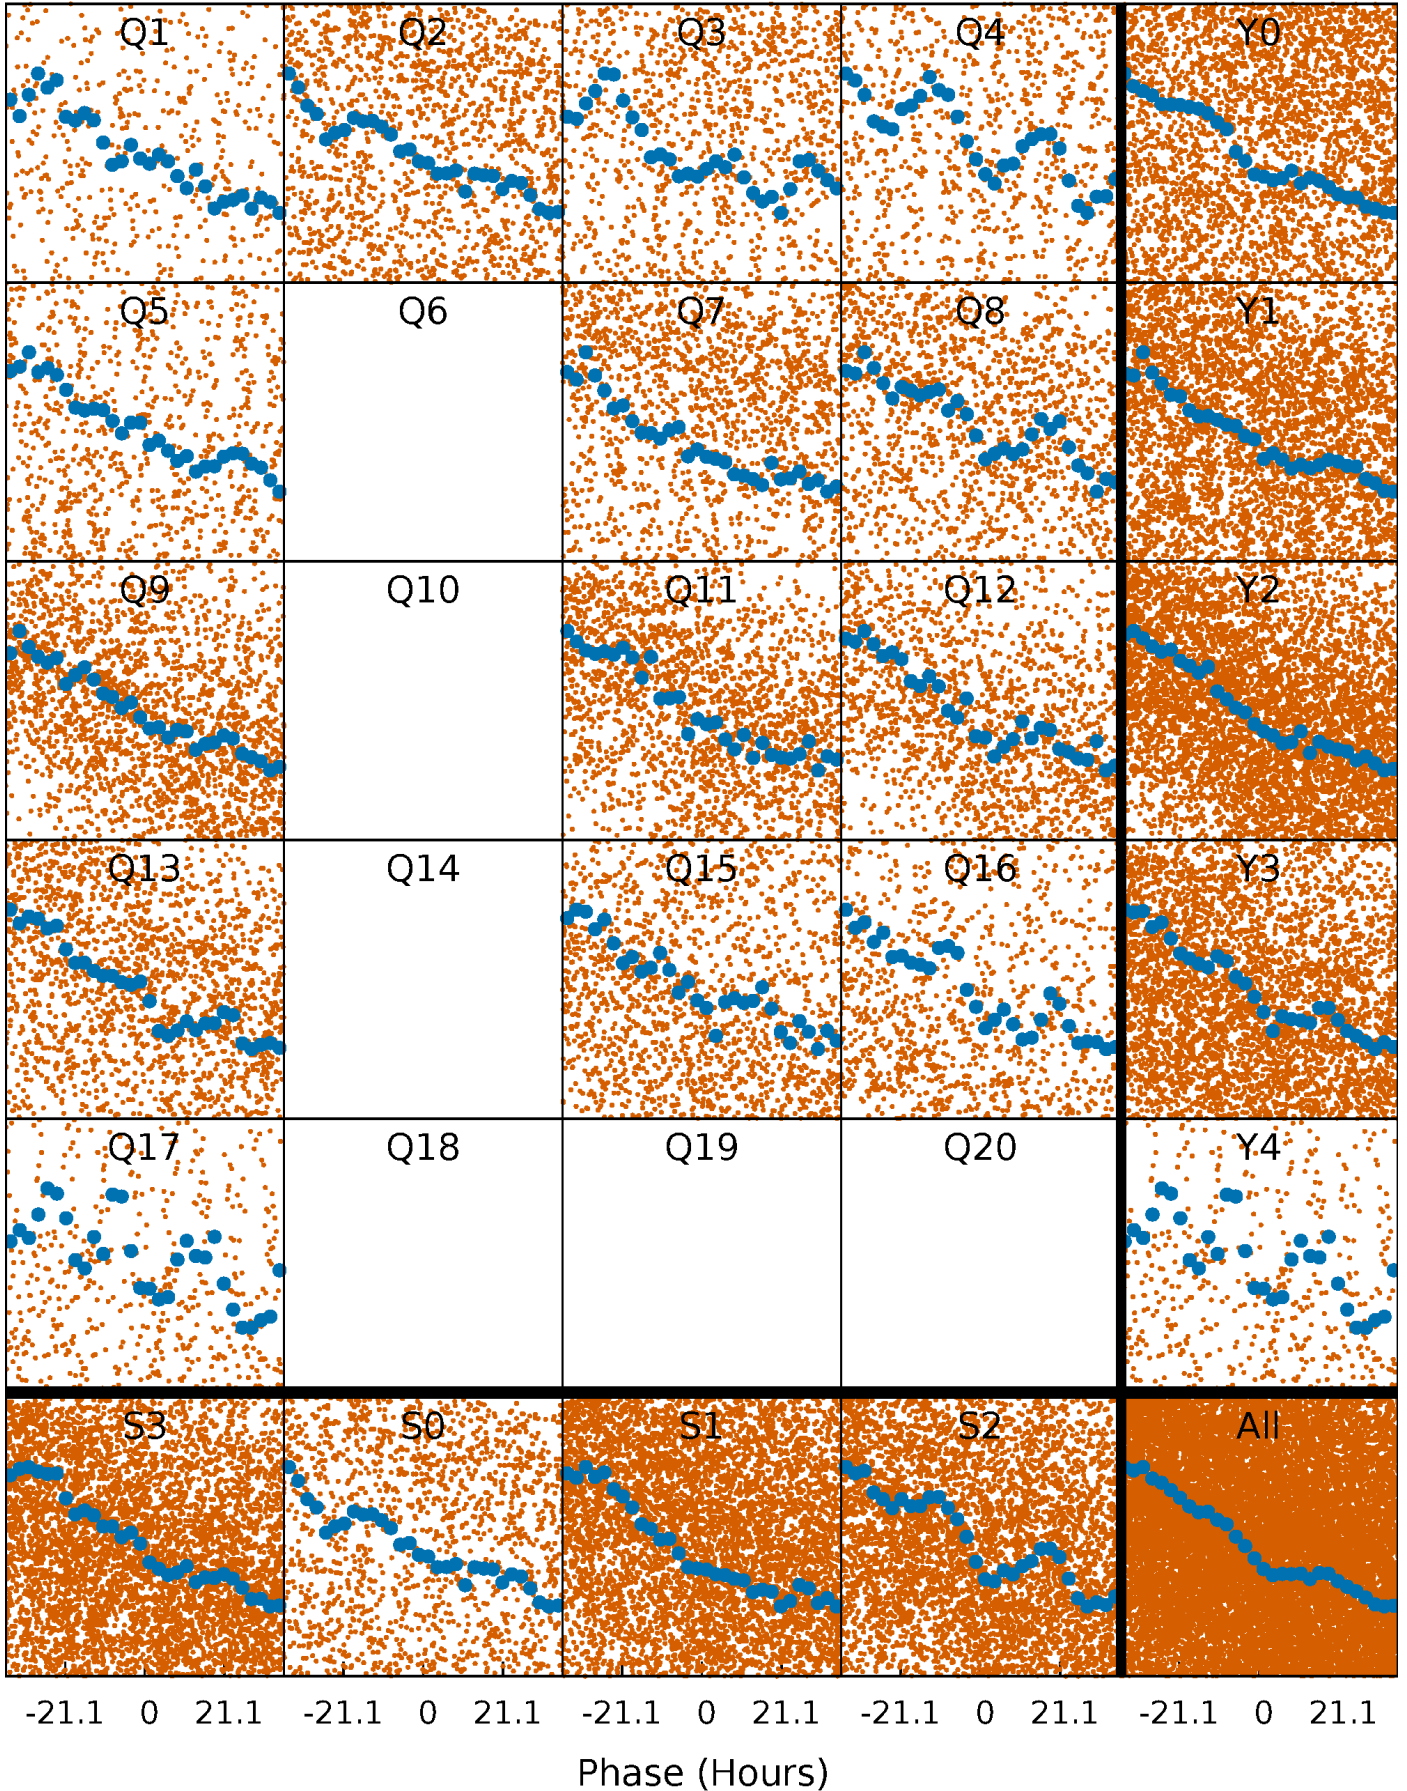 Q1 Q2 Q3 Q4 Y0
Q5 Q6 Q7 Q8 Y1
Q9 Q10 Q11 Q12 Y2
Q13 Q14 Q15 Q16 Y3
Q17 Q18 Q19 Q20 Y4
S3 S0 S1 S2 All
-21.1 0 21.1 -21.1 0 21.1 -21.1 0 21.1 -21.1 0 21.1 -21.1 0 21.1
Phase (Hours)